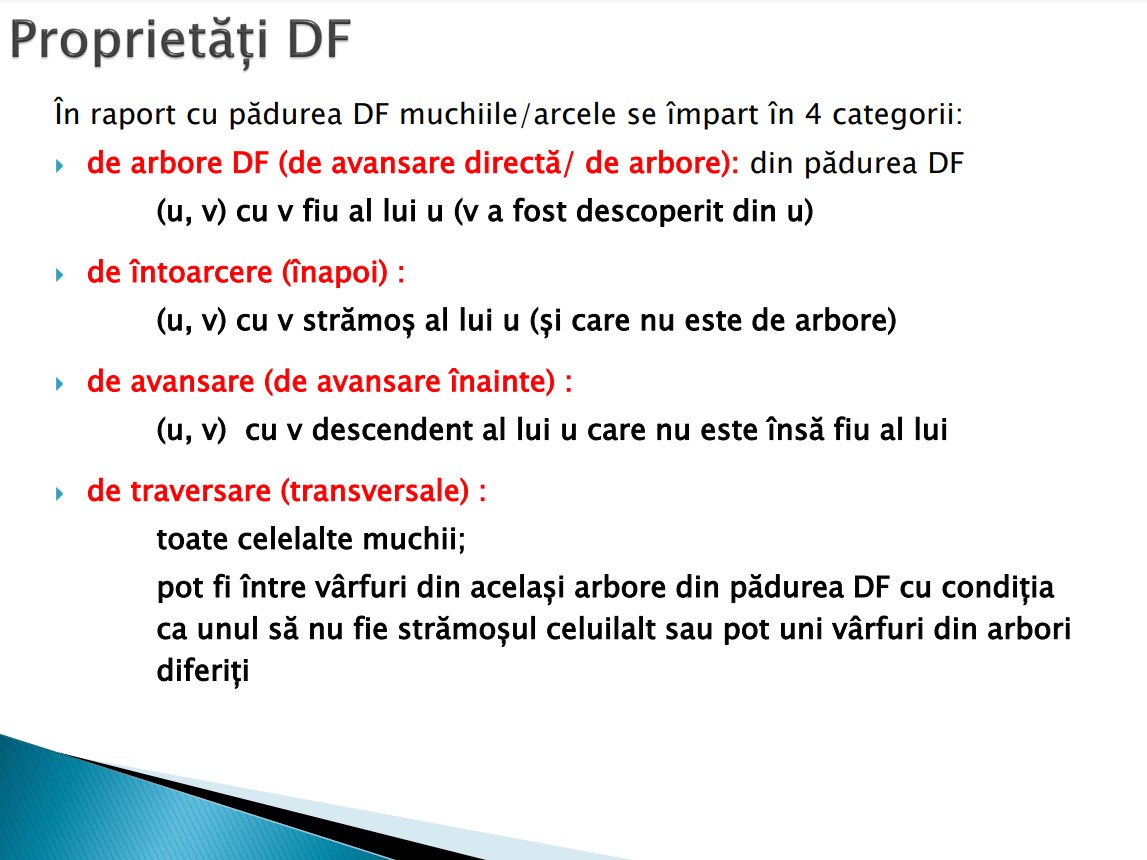 Proprietăți DF
În raport cu pădurea DF muchiile/arcele se împart în 4 categorii:
de arbore DF (de avansare directă/ de arbore): din pădurea DF
(u, v) cu v fiu al lui u (v a fost descoperit din u)
de întoarcere (înapoi) :
(u, v) cu v strămoș al lui u (și care nu este de arbore)
de avansare (de avansare înainte) :
(u, v) cu v descendent al lui u care nu este însă fiu al lui
de traversare (transversale) :
toate celelalte muchii;
pot fi între vârfuri din același arbore din pădurea DF cu condiția
ca unul să nu fie strămoșul celuilalt sau pot uni vârfuri din arbori
diferiți